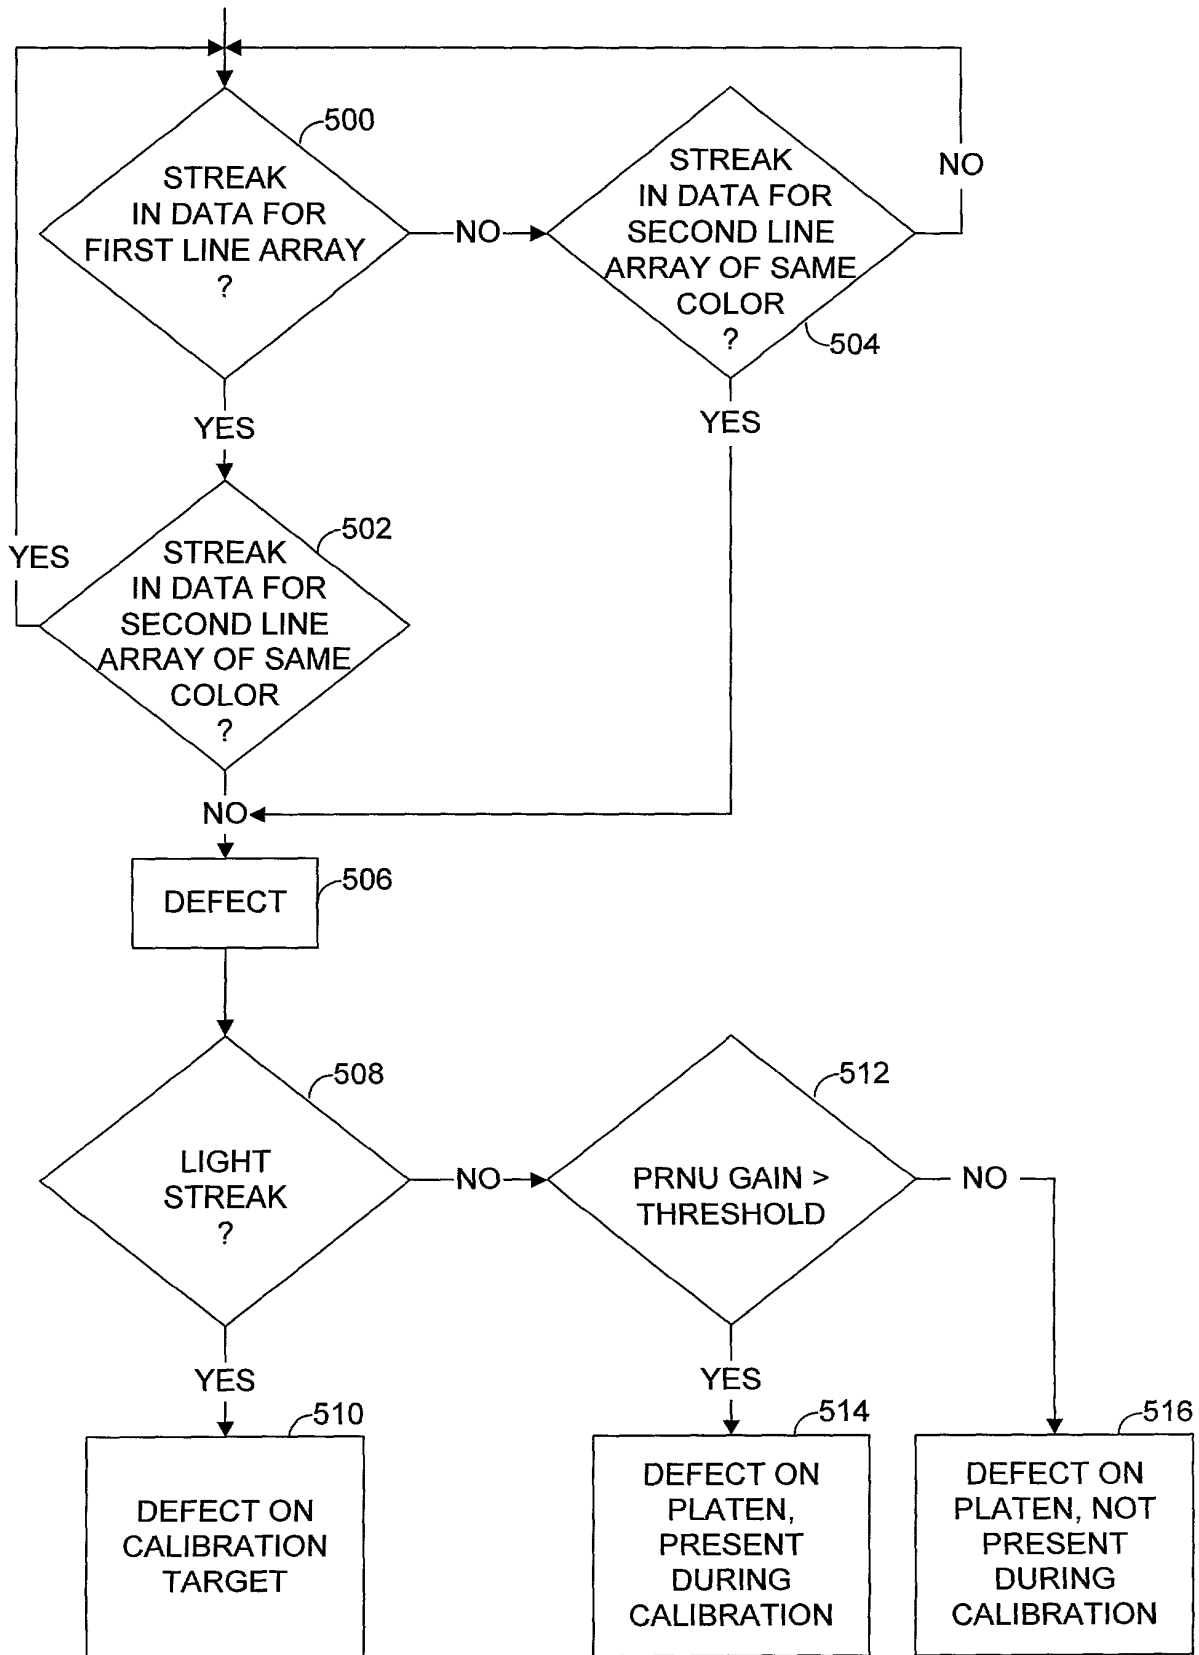 500
STREAK
IN DATA FOR
FIRST LINE ARRAY
?
NO
STREAK
IN DATA FOR
SECOND LINE
ARRAY OF SAME
COLOR
?
504
NO
YES
YES
502
STREAK
IN DATA FOR
SECOND LINE
ARRAY OF SAME
COLOR
?
YES
NO
DEFECT
506
508
LIGHT
STREAK
?
NO
512
PRNU GAIN >
THRESHOLD
NO
YES
YES
510
DEFECT ON
CALIBRATION
TARGET
514
DEFECT ON
PLATEN,
PRESENT
DURING
CALIBRATION
516
DEFECT ON
PLATEN, NOT
PRESENT
DURING
CALIBRATION